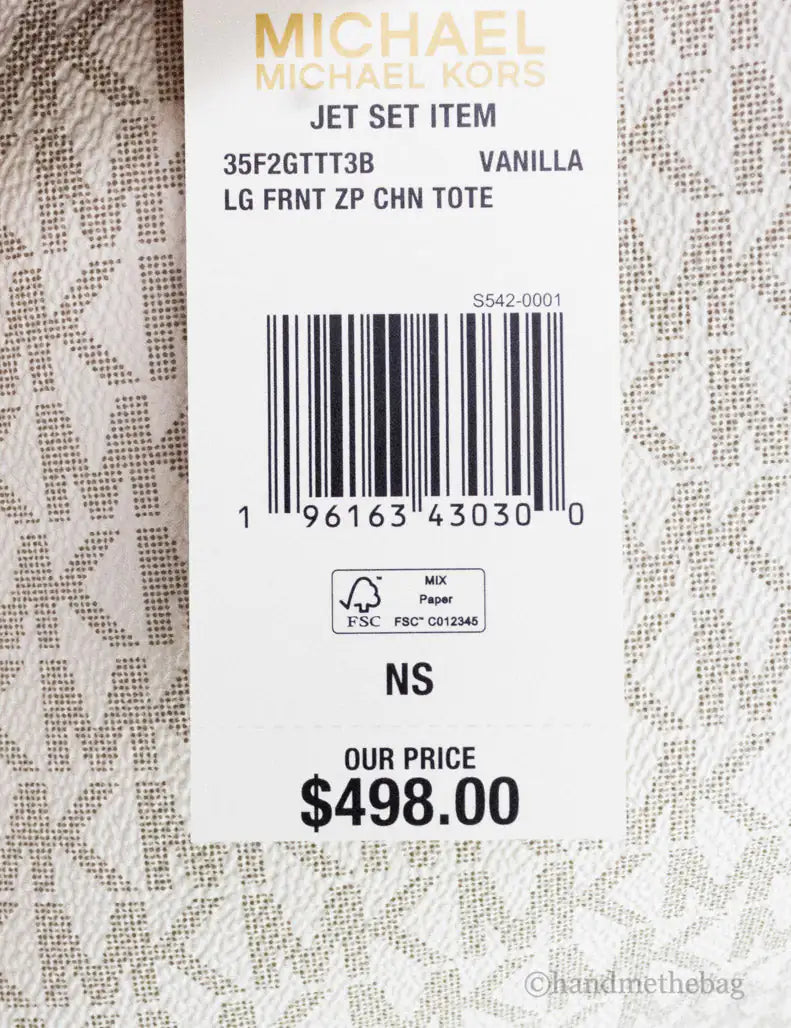 MICHAEL
MICHAEL KORS
JET SET ITEM
35F2GTTT3B VANILLA
LG FRNT ZP CHN TOTE
S542-0001
1 96163 43030 0
FSC
MIX
Paper
FSC™ C012345
NS
OUR PRICE
$498.00
©handmethebag